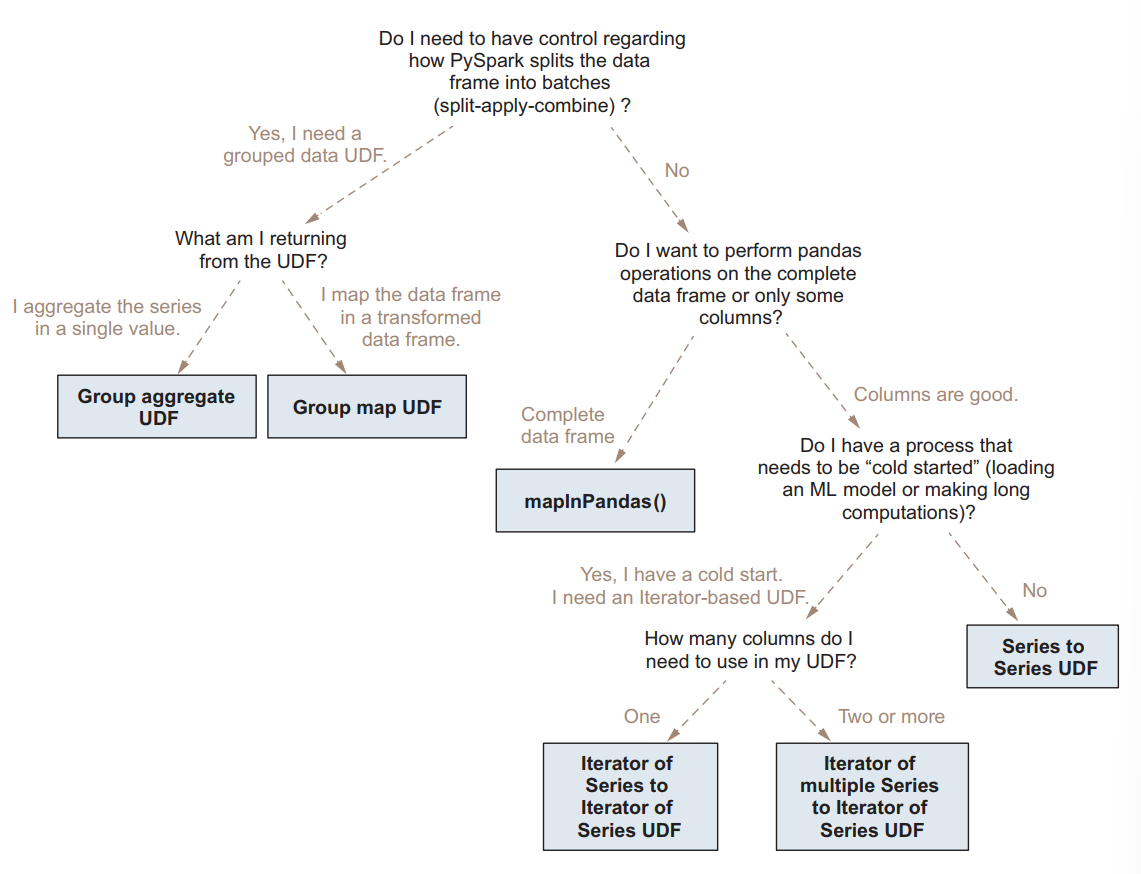 Do I need to have control regarding
how PySpark splits the data
frame into batches
(split-apply-combine) ?
Yes, I need a
grouped data UDF.
No
What am I returning
from the UDF?
Do I want to perform pandas
operations on the complete
data frame or only some
columns?
I aggregate the series
in a single value.
I map the data frame
in a transformed
data frame.
Group aggregate
UDF
Group map UDF
Complete
data frame
Columns are good.
mapInPandas()
Do I have a process that
needs to be “cold started” (loading
an ML model or making long
computations)?
Yes, I have a cold start.
I need an Iterator-based UDF.
No
How many columns do I
need to use in my UDF?
Series to
Series UDF
One
Two or more
Iterator of
Series to
Iterator of
Series UDF
Iterator of
multiple Series
to Iterator of
Series UDF